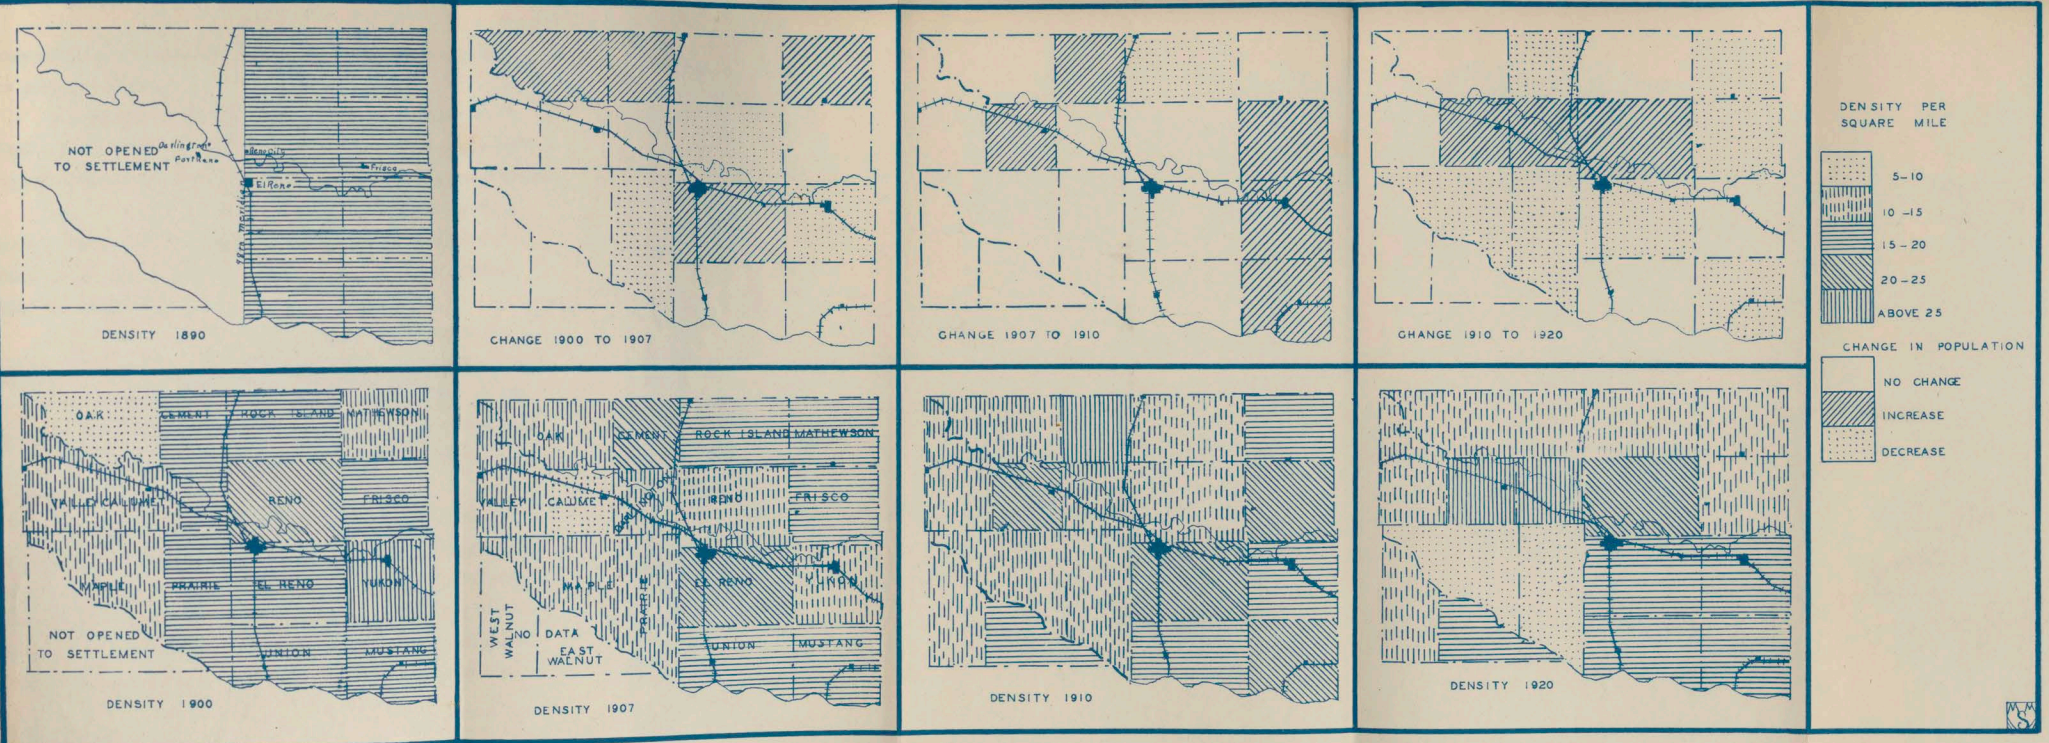 NOT OPENED
TO SETTLEMENT
Darlington
Fort Reno
Reno City
Frisco
El Reno
DENSITY 1890
CHANGE 1900 TO 1907
CHANGE 1907 TO 1910
CHANGE 1910 TO 1920
DENSITY PER
SQUARE MILE
5-10
10-15
15-20
20-25
ABOVE 25
CHANGE IN POPULATION
NO CHANGE
INCREASE
DECREASE
OAK CEMENT ROCK ISLAND MATHEWSON
VALLEY CALUMET RENO FRISCO
MAPLE PRAIRIE EL RENO YUKON
NOT OPENED
TO SETTLEMENT
UNION MUSTANG
DENSITY 1900
OAK CEMENT ROCK ISLAND MATHEWSON
VALLEY CALUMET RENO FRISCO
MAPLE PRAIRIE EL RENO YUKON
WEST
WALNUT
NO DATA
EAST
WALNUT
UNION MUSTANG
DENSITY 1907
DENSITY 1910
DENSITY 1920
S